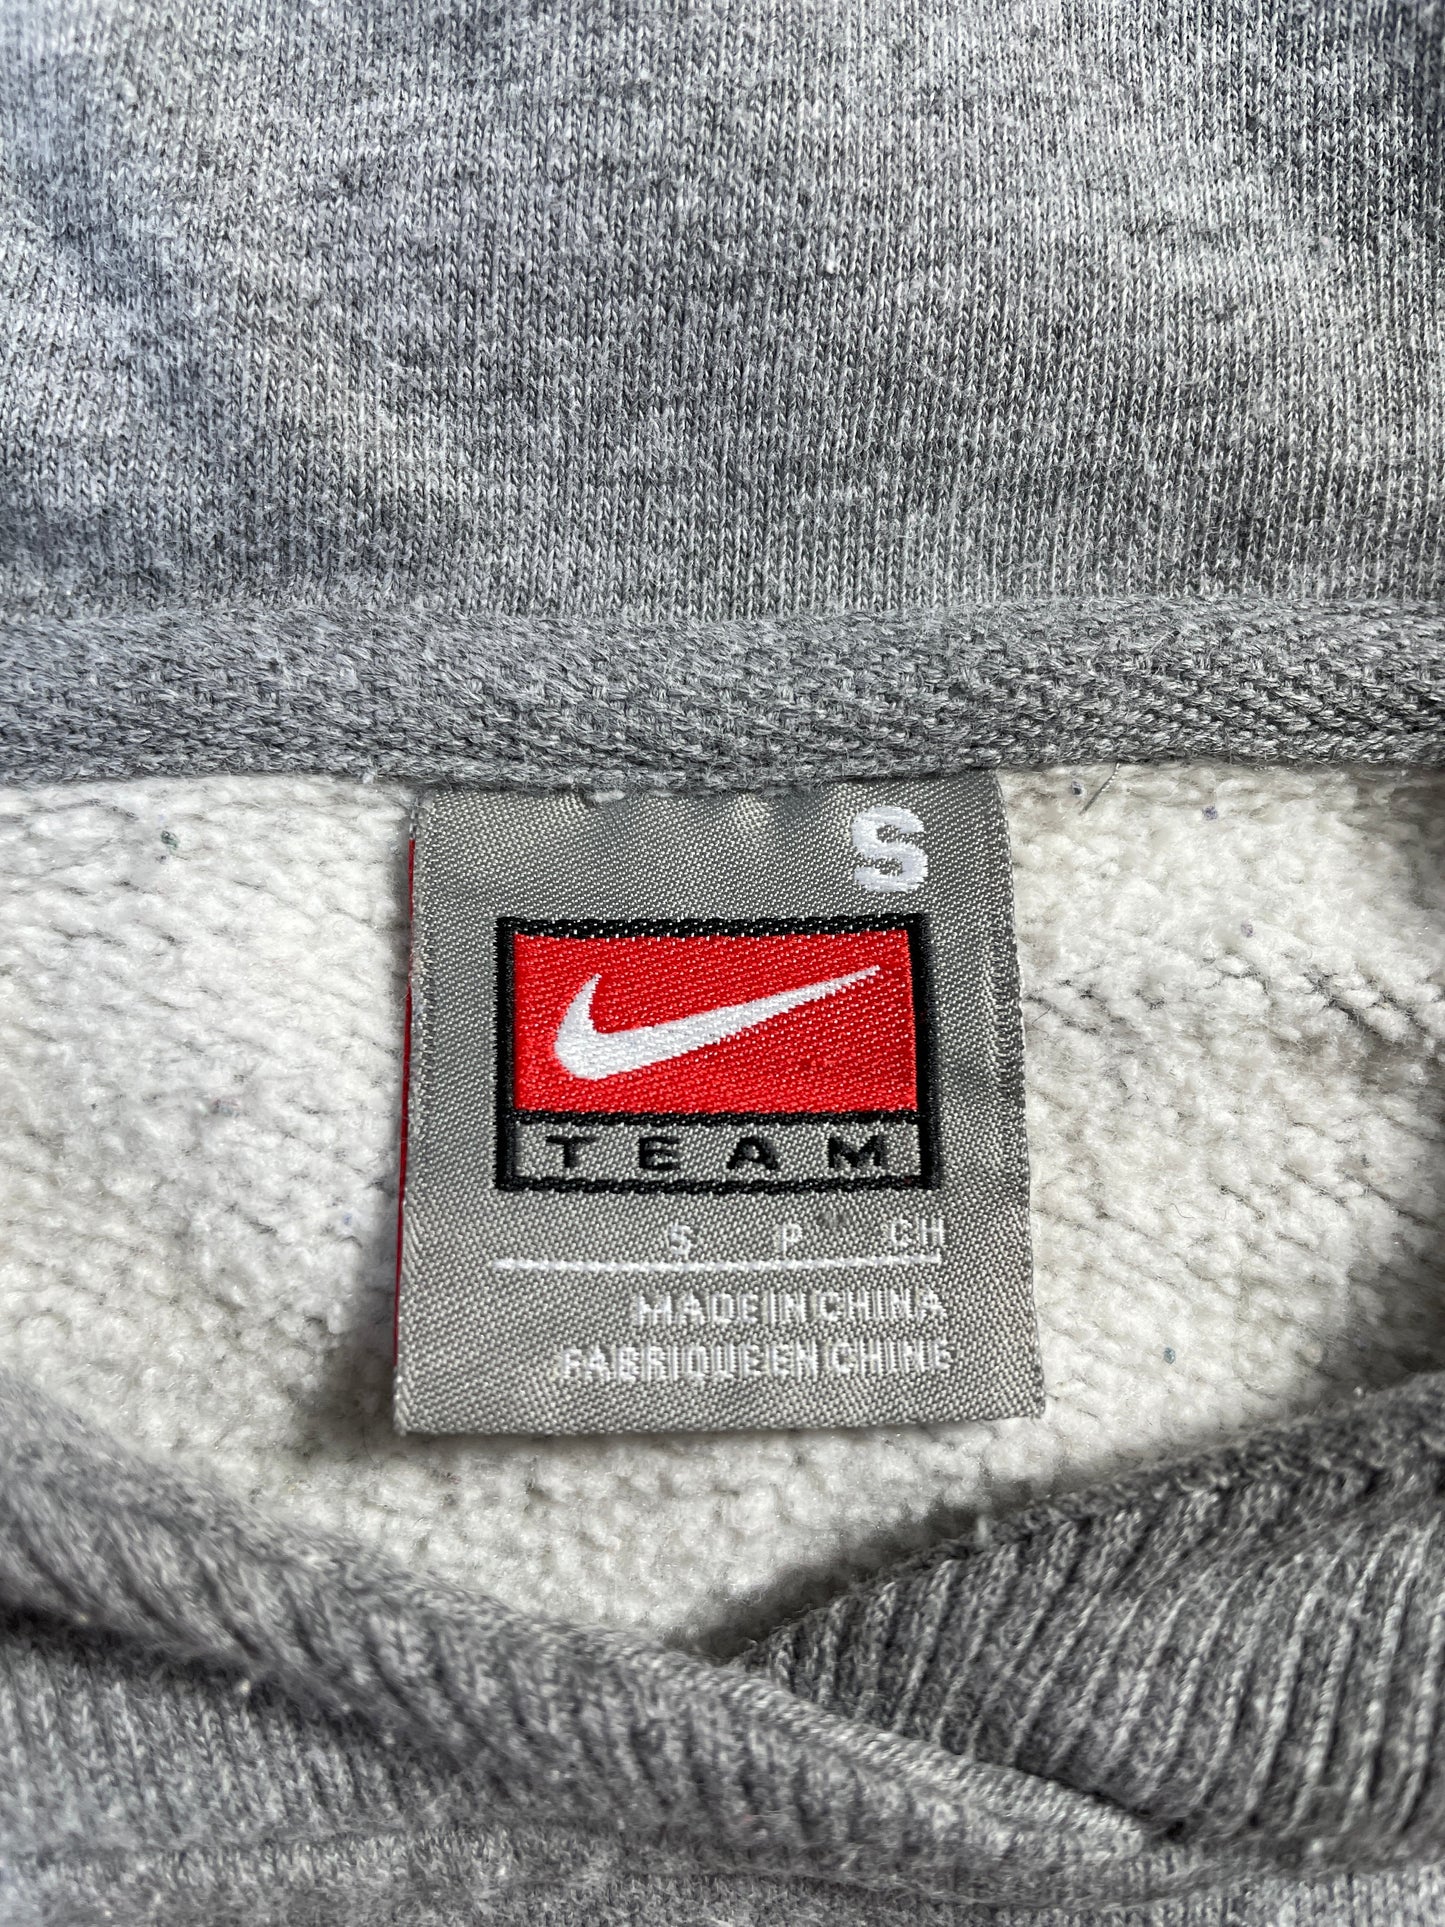 S
TEAM
S P CH
MADE IN CHINA
FABRIQUE EN CHINE